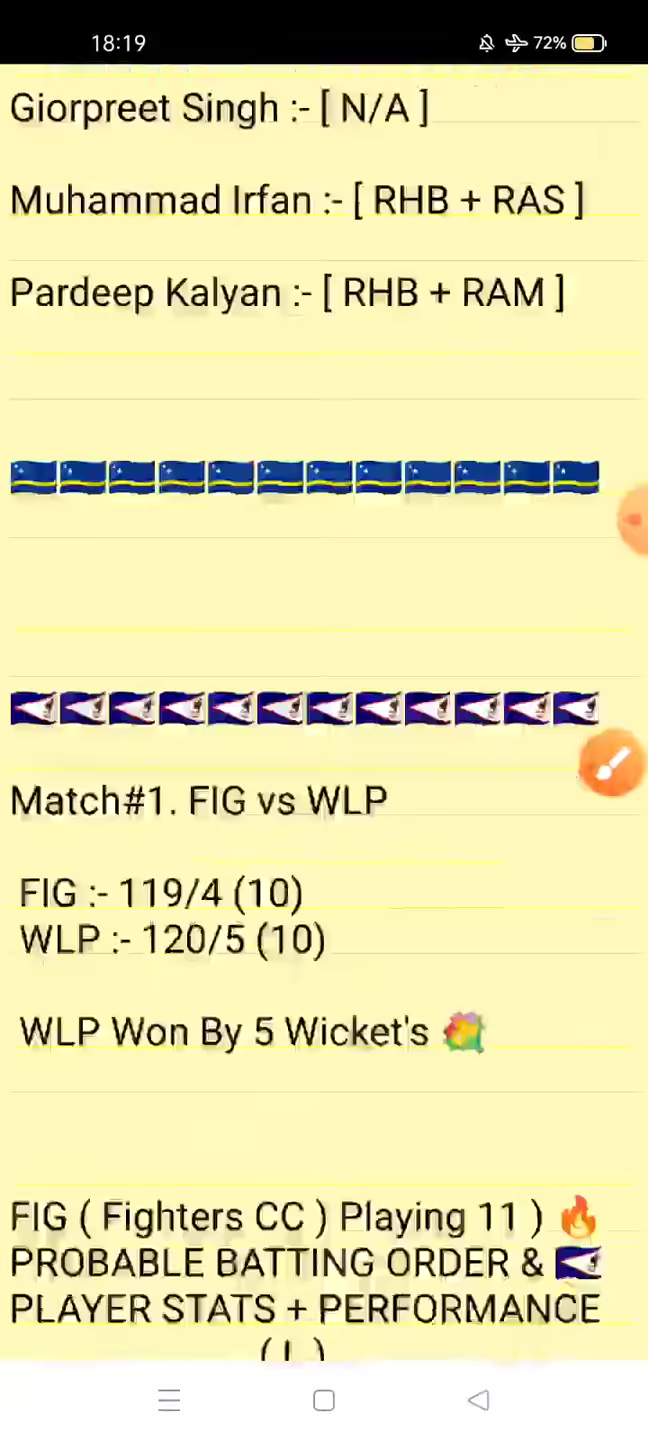 18:19
72%
Giorpreet Singh :- [ N/A ]
Muhammad Irfan :- [ RHB + RAS ]
Pardeep Kalyan :- [ RHB + RAM ]
🇨🇼🇨🇼🇨🇼🇨🇼🇨🇼🇨🇼🇨🇼🇨🇼🇨🇼🇨🇼🇨🇼🇨🇼
🇦🇸🇦🇸🇦🇸🇦🇸🇦🇸🇦🇸🇦🇸🇦🇸🇦🇸🇦🇸🇦🇸🇦🇸
Match#1. FIG vs WLP
FIG :- 119/4 (10)
WLP :- 120/5 (10)
WLP Won By 5 Wicket's 💐
FIG ( Fighters CC ) Playing 11 ) 🔥
PROBABLE BATTING ORDER & 🇦🇸
PLAYER STATS + PERFORMANCE